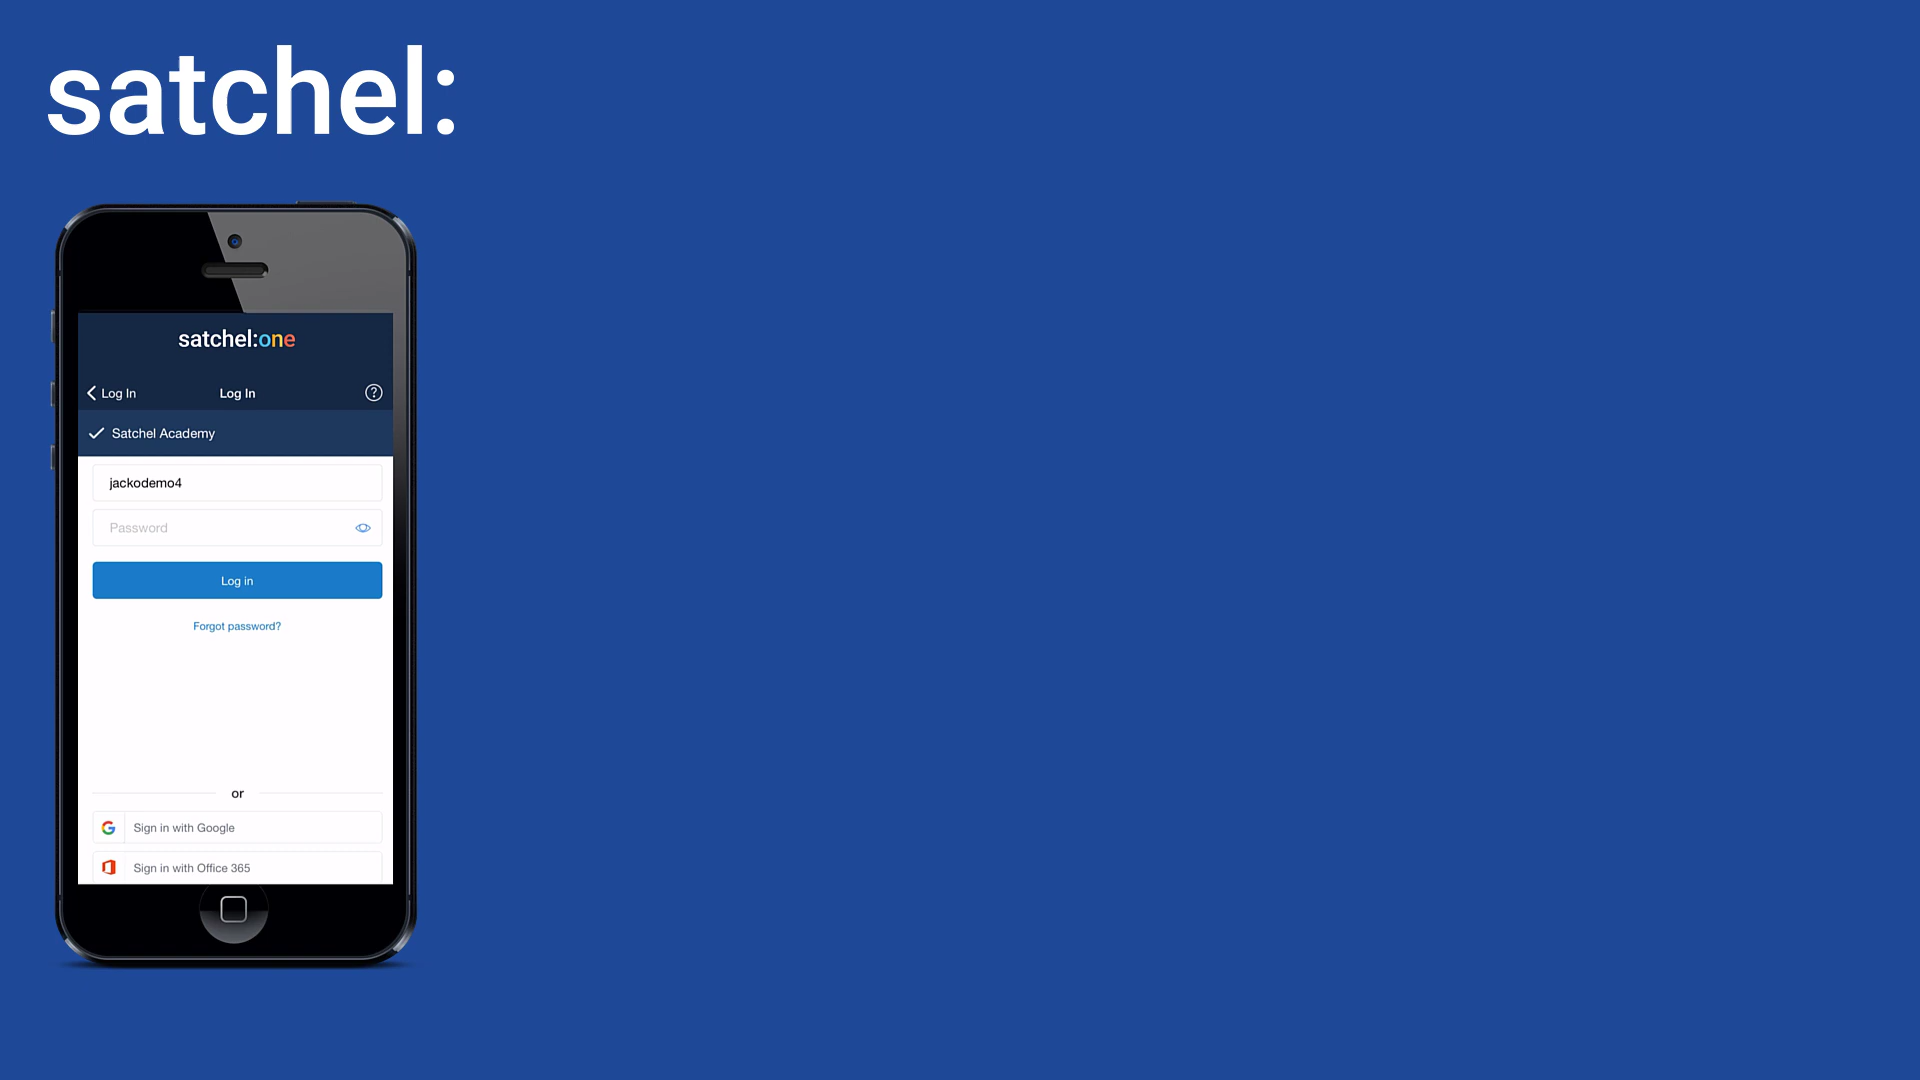 satchel:
satchel:one
Log In
Log In
?
Satchel Academy
jackodemo4
Password
Log in
Forgot password?
or
G
Sign in with Google
Sign in with Office 365